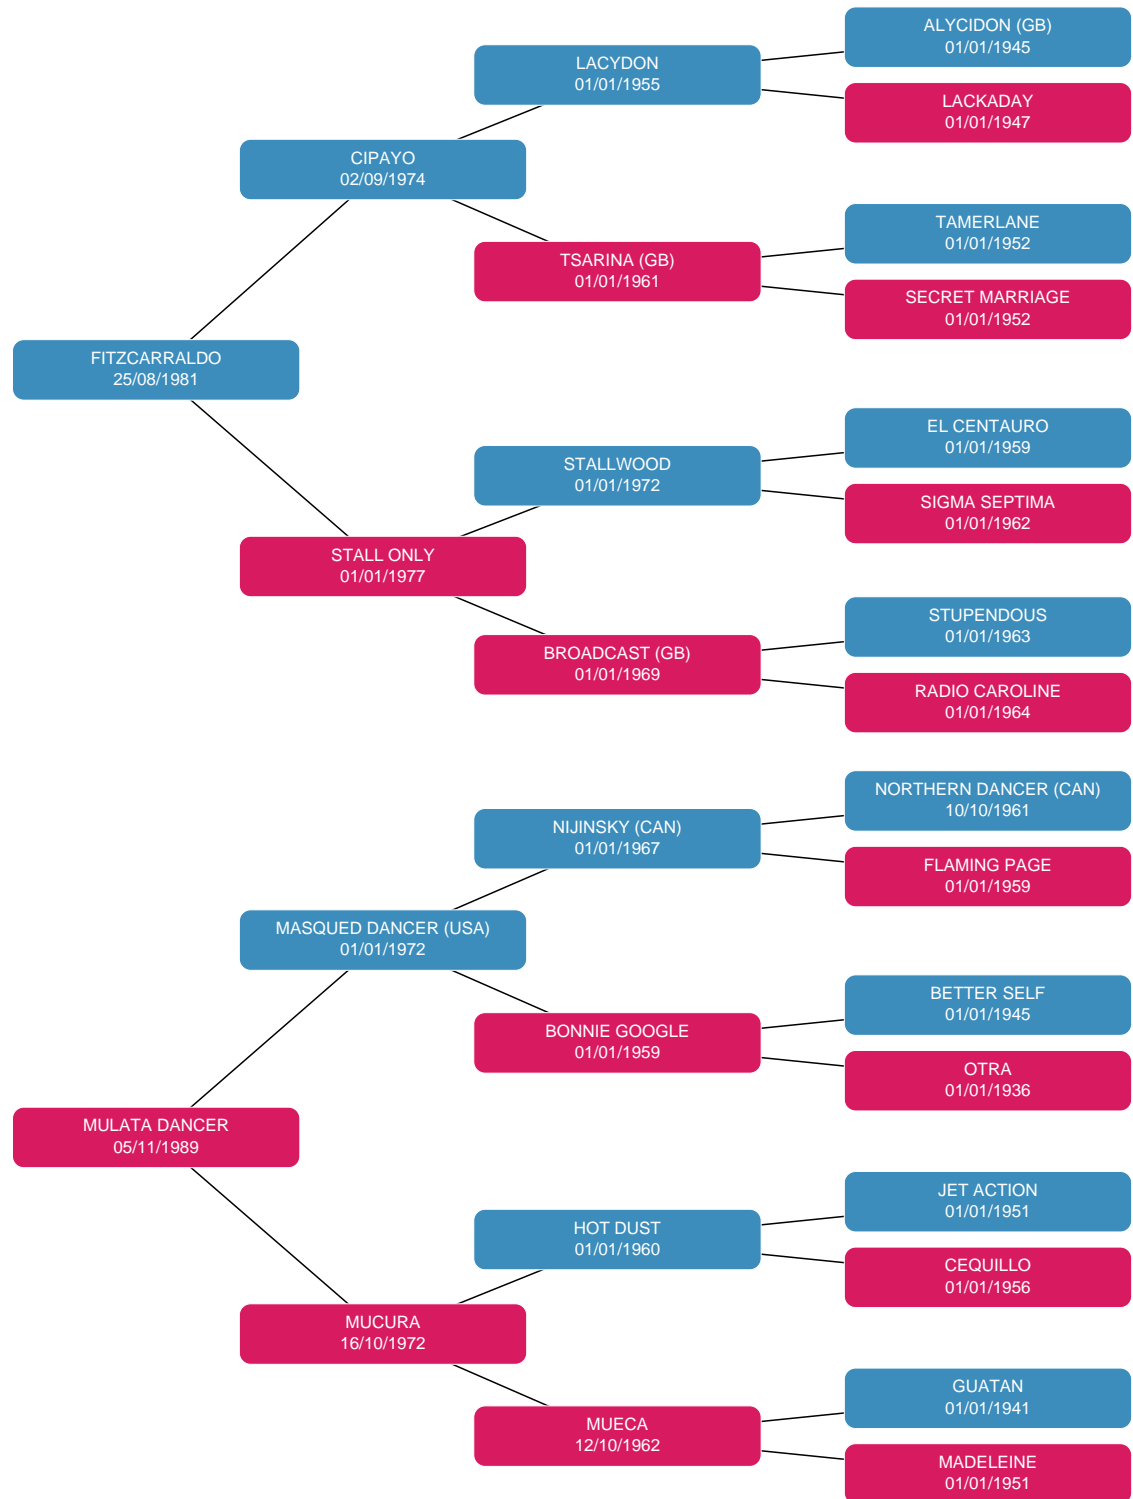 ALYCIDON (GB)
01/01/1945
LACYDON
01/01/1955
LACKADAY
01/01/1947
CIPAYO
02/09/1974
TAMERLANE
01/01/1952
TSARINA (GB)
01/01/1961
SECRET MARRIAGE
01/01/1952
FITZCARRALDO
25/08/1981
EL CENTAURO
01/01/1959
STALLWOOD
01/01/1972
SIGMA SEPTIMA
01/01/1962
STALL ONLY
01/01/1977
STUPENDOUS
01/01/1963
BROADCAST (GB)
01/01/1969
RADIO CAROLINE
01/01/1964
NORTHERN DANCER (CAN)
10/10/1961
NIJINSKY (CAN)
01/01/1967
FLAMING PAGE
01/01/1959
MASQUED DANCER (USA)
01/01/1972
BETTER SELF
01/01/1945
BONNIE GOOGLE
01/01/1959
OTRA
01/01/1936
MULATA DANCER
05/11/1989
JET ACTION
01/01/1951
HOT DUST
01/01/1960
CEQUILLO
01/01/1956
MUCURA
16/10/1972
GUATAN
01/01/1941
MUECA
12/10/1962
MADELEINE
01/01/1951